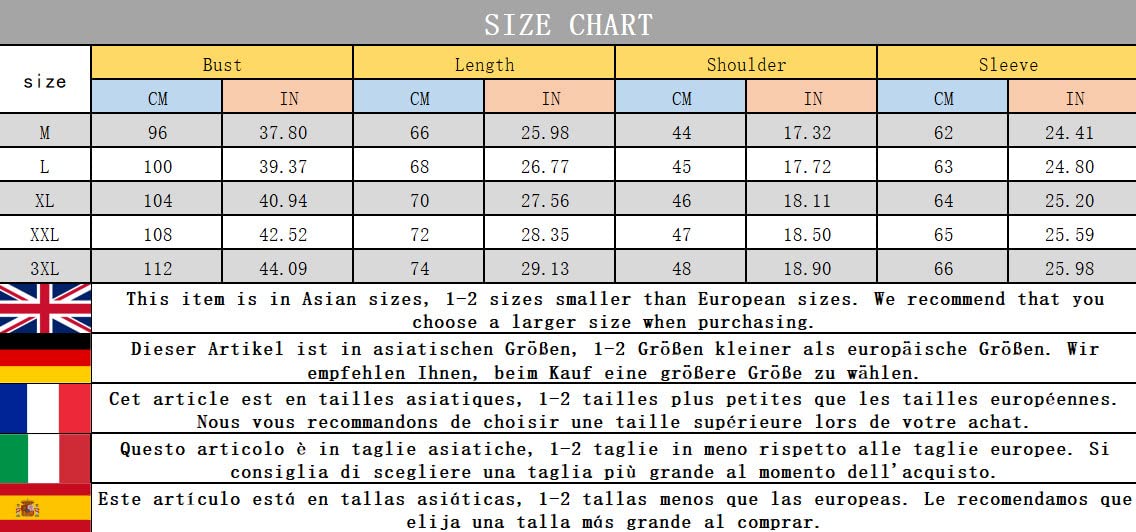 SIZE CHART
size Bust Length Shoulder Sleeve
CM IN CM IN CM IN CM IN
M 96 37.80 66 25.98 44 17.32 62 24.41
L 100 39.37 68 26.77 45 17.72 63 24.80
XL 104 40.94 70 27.56 46 18.11 64 25.20
XXL 108 42.52 72 28.35 47 18.50 65 25.59
3XL 112 44.09 74 29.13 48 18.90 66 25.98
This item is in Asian sizes, 1-2 sizes smaller than European sizes. We recommend that you
choose a larger size when purchasing.
Dieser Artikel ist in asiatischen Größen, 1-2 Größen kleiner als europäische Größen. Wir
empfehlen Ihnen, beim Kauf eine größere Größe zu wählen.
Cet article est en tailles asiatiques, 1-2 tailles plus petites que les tailles européennes.
Nous vous recommandons de choisir une taille supérieure lors de votre achat.
Questo articolo è in taglie asiatiche, 1-2 taglie in meno rispetto alle taglie europee. Si
consiglia di scegliere una taglia più grande al momento dell'acquisto.
Este artículo está en tallas asiáticas, 1-2 tallas menos que las europeas. Le recomendamos que
elija una talla más grande al comprar.